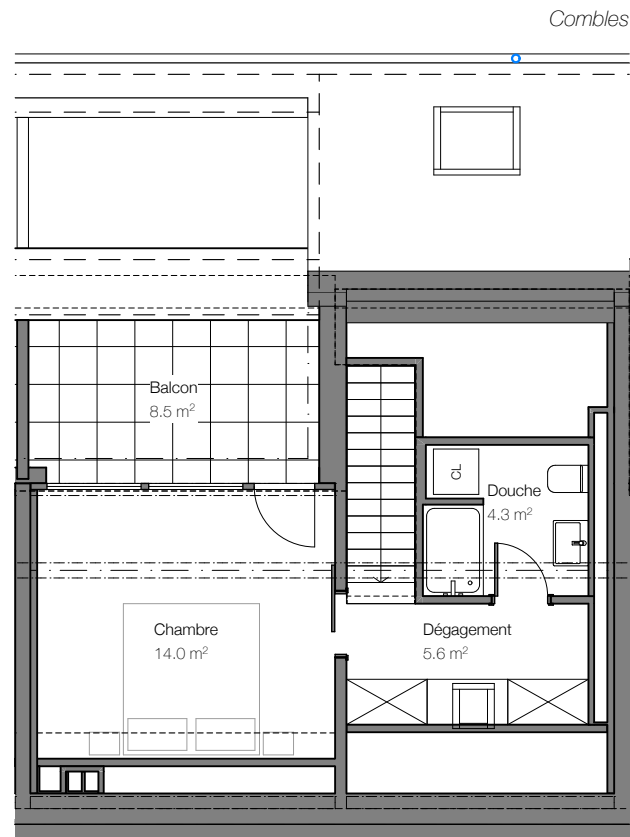 Combles
Balcon
8.5 m²
CL
Douche
4.3 m²
Chambre
14.0 m²
Dégagement
5.6 m²